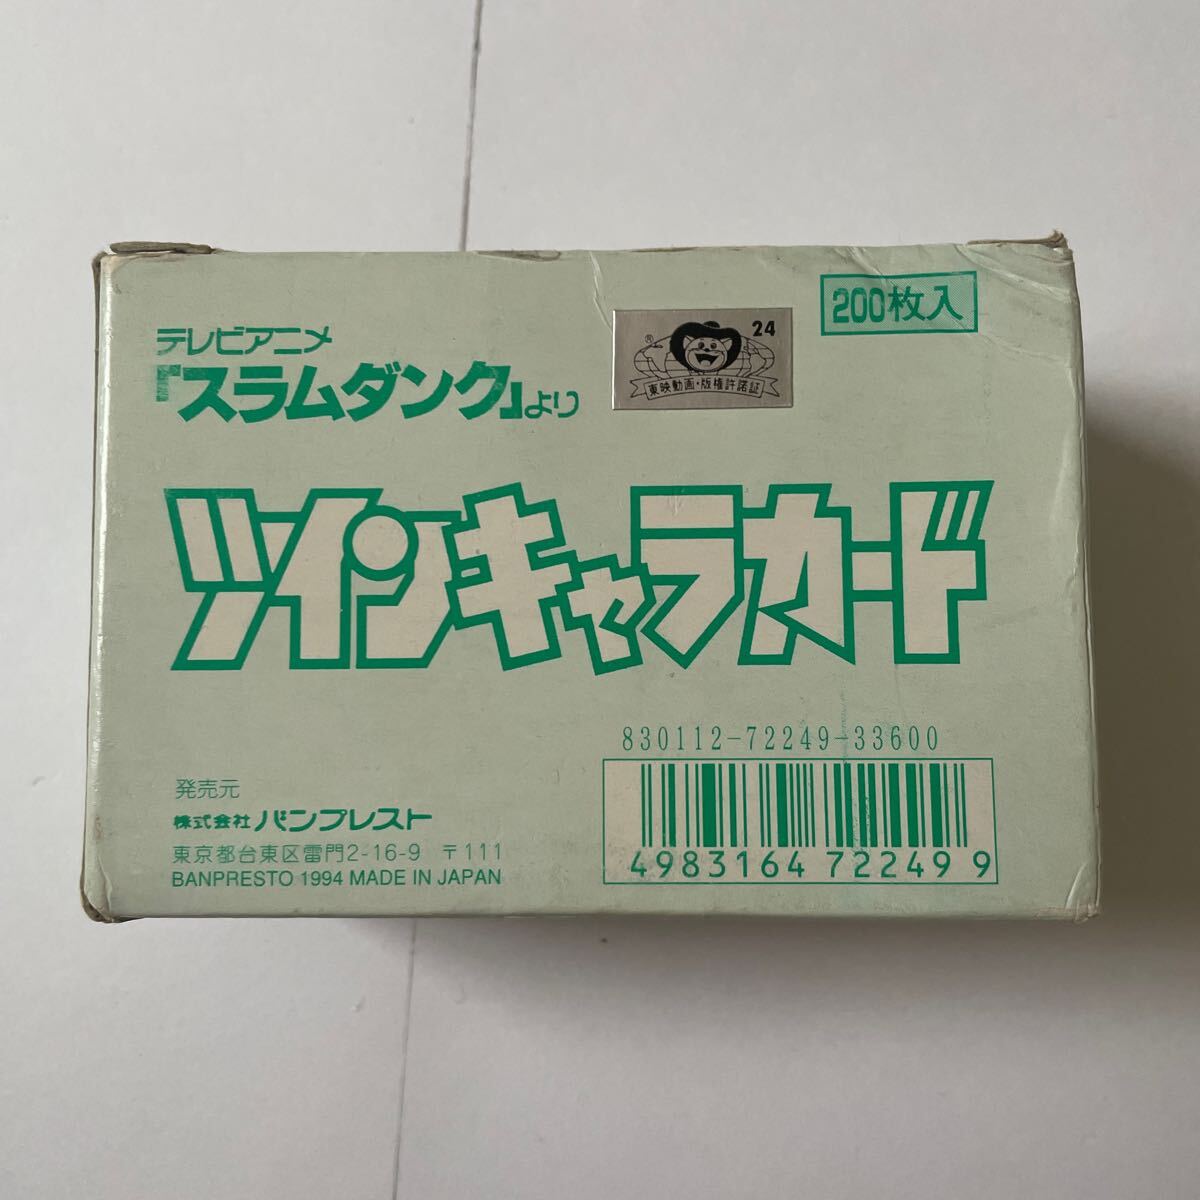 200枚入
テレビアニメ
『スラムダンク』より
24
®
東映動画・版権許諾証
ツインキャラカード
830112-72249-33600
4983164 72249 9
発売元
株式会社 バンプレスト
東京都台東区雷門2-16-9 〒111
BANPRESTO 1994 MADE IN JAPAN